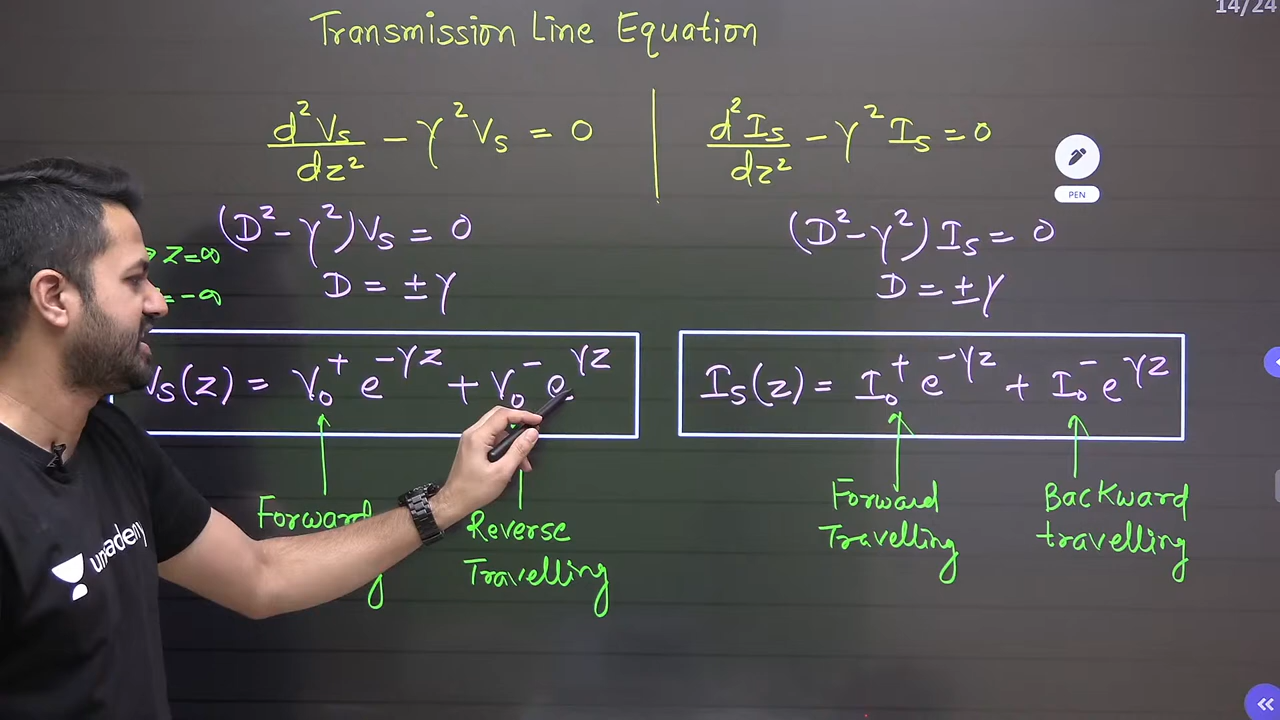 14/24
Transmission Line Equation
d²Vs/dz² - γ²Vs = 0 | d²Is/dz² - γ²Is = 0
PEN
(D² - γ²)Vs = 0
(D² - γ²)Is = 0
z = ∞
= -∞
D = ±γ
D = ±γ
Vs(z) = V₀⁺ e^(-γz) + V₀⁻ e^(γz)
Is(z) = I₀⁺ e^(-γz) + I₀⁻ e^(γz)
Forward
Reverse
Travelling
Forward
Travelling
Backward
travelling
unacademy